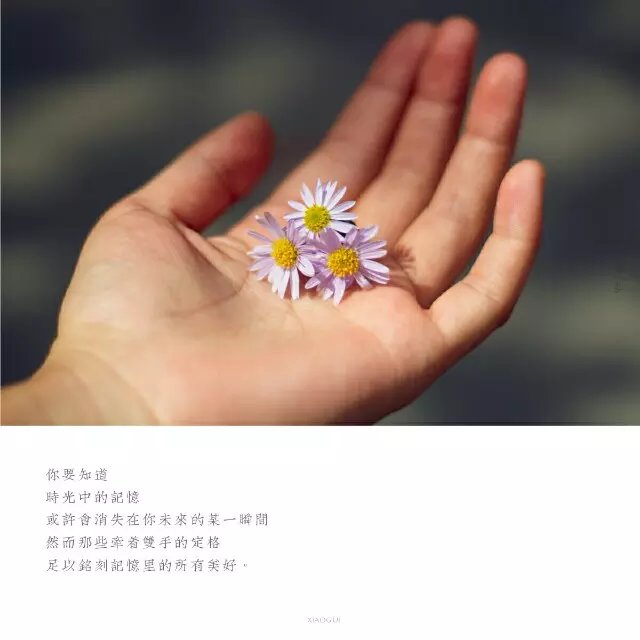 你要知道
時光中的記憶
或許會消失在你未來的某一瞬間
然而那些牽着雙手的定格
足以銘刻記憶里的所有美好。
XIAOGUI